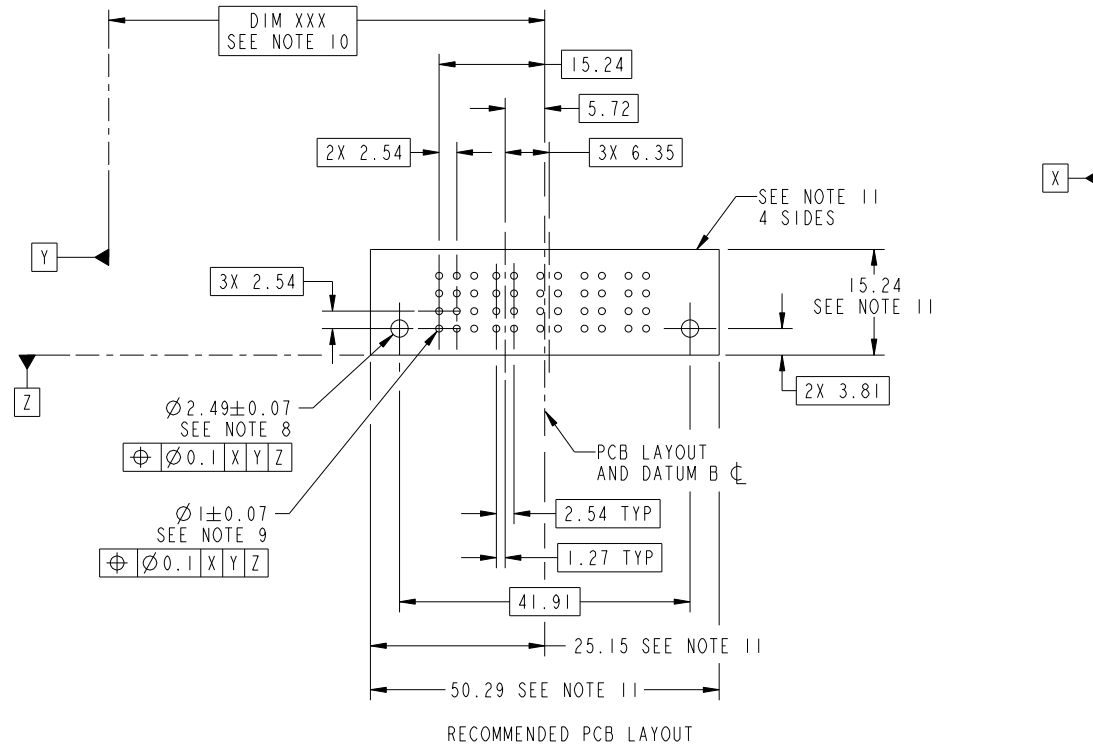 DIM XXX
SEE NOTE 10
15.24
5.72
2X 2.54
3X 6.35
X
SEE NOTE 11
4 SIDES
Y
3X 2.54
15.24
SEE NOTE 11
Z
2X 3.81
Ø2.49±0.07
SEE NOTE 8
⌖ Ø0.1 X Y Z
PCB LAYOUT
AND DATUM B ℄
Ø1±0.07
SEE NOTE 9
⌖ Ø0.1 X Y Z
2.54 TYP
1.27 TYP
41.91
25.15 SEE NOTE 11
50.29 SEE NOTE 11
RECOMMENDED PCB LAYOUT